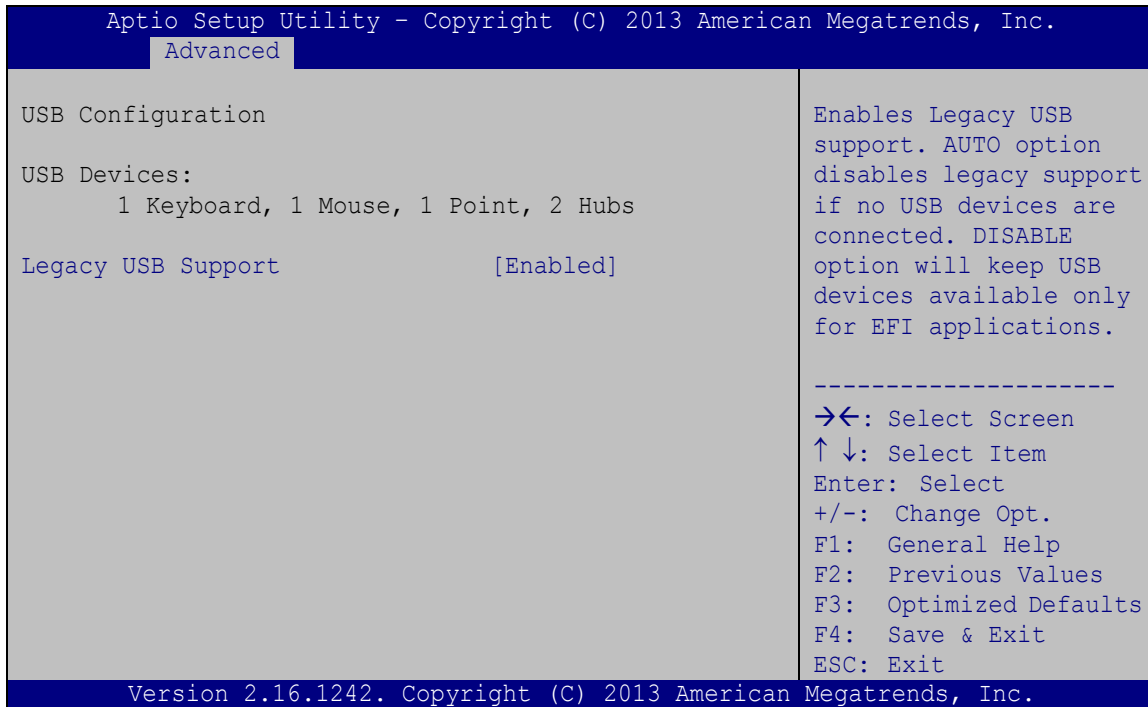 Aptio Setup Utility – Copyright (C) 2013 American Megatrends, Inc.
Advanced
USB Configuration
USB Devices:
1 Keyboard, 1 Mouse, 1 Point, 2 Hubs
Legacy USB Support [Enabled]
Enables Legacy USB
support. AUTO option
disables legacy support
if no USB devices are
connected. DISABLE
option will keep USB
devices available only
for EFI applications.
----------------------
→←: Select Screen
↑ ↓: Select Item
Enter: Select
+/-: Change Opt.
F1: General Help
F2: Previous Values
F3: Optimized Defaults
F4: Save & Exit
ESC: Exit
Version 2.16.1242. Copyright (C) 2013 American Megatrends, Inc.